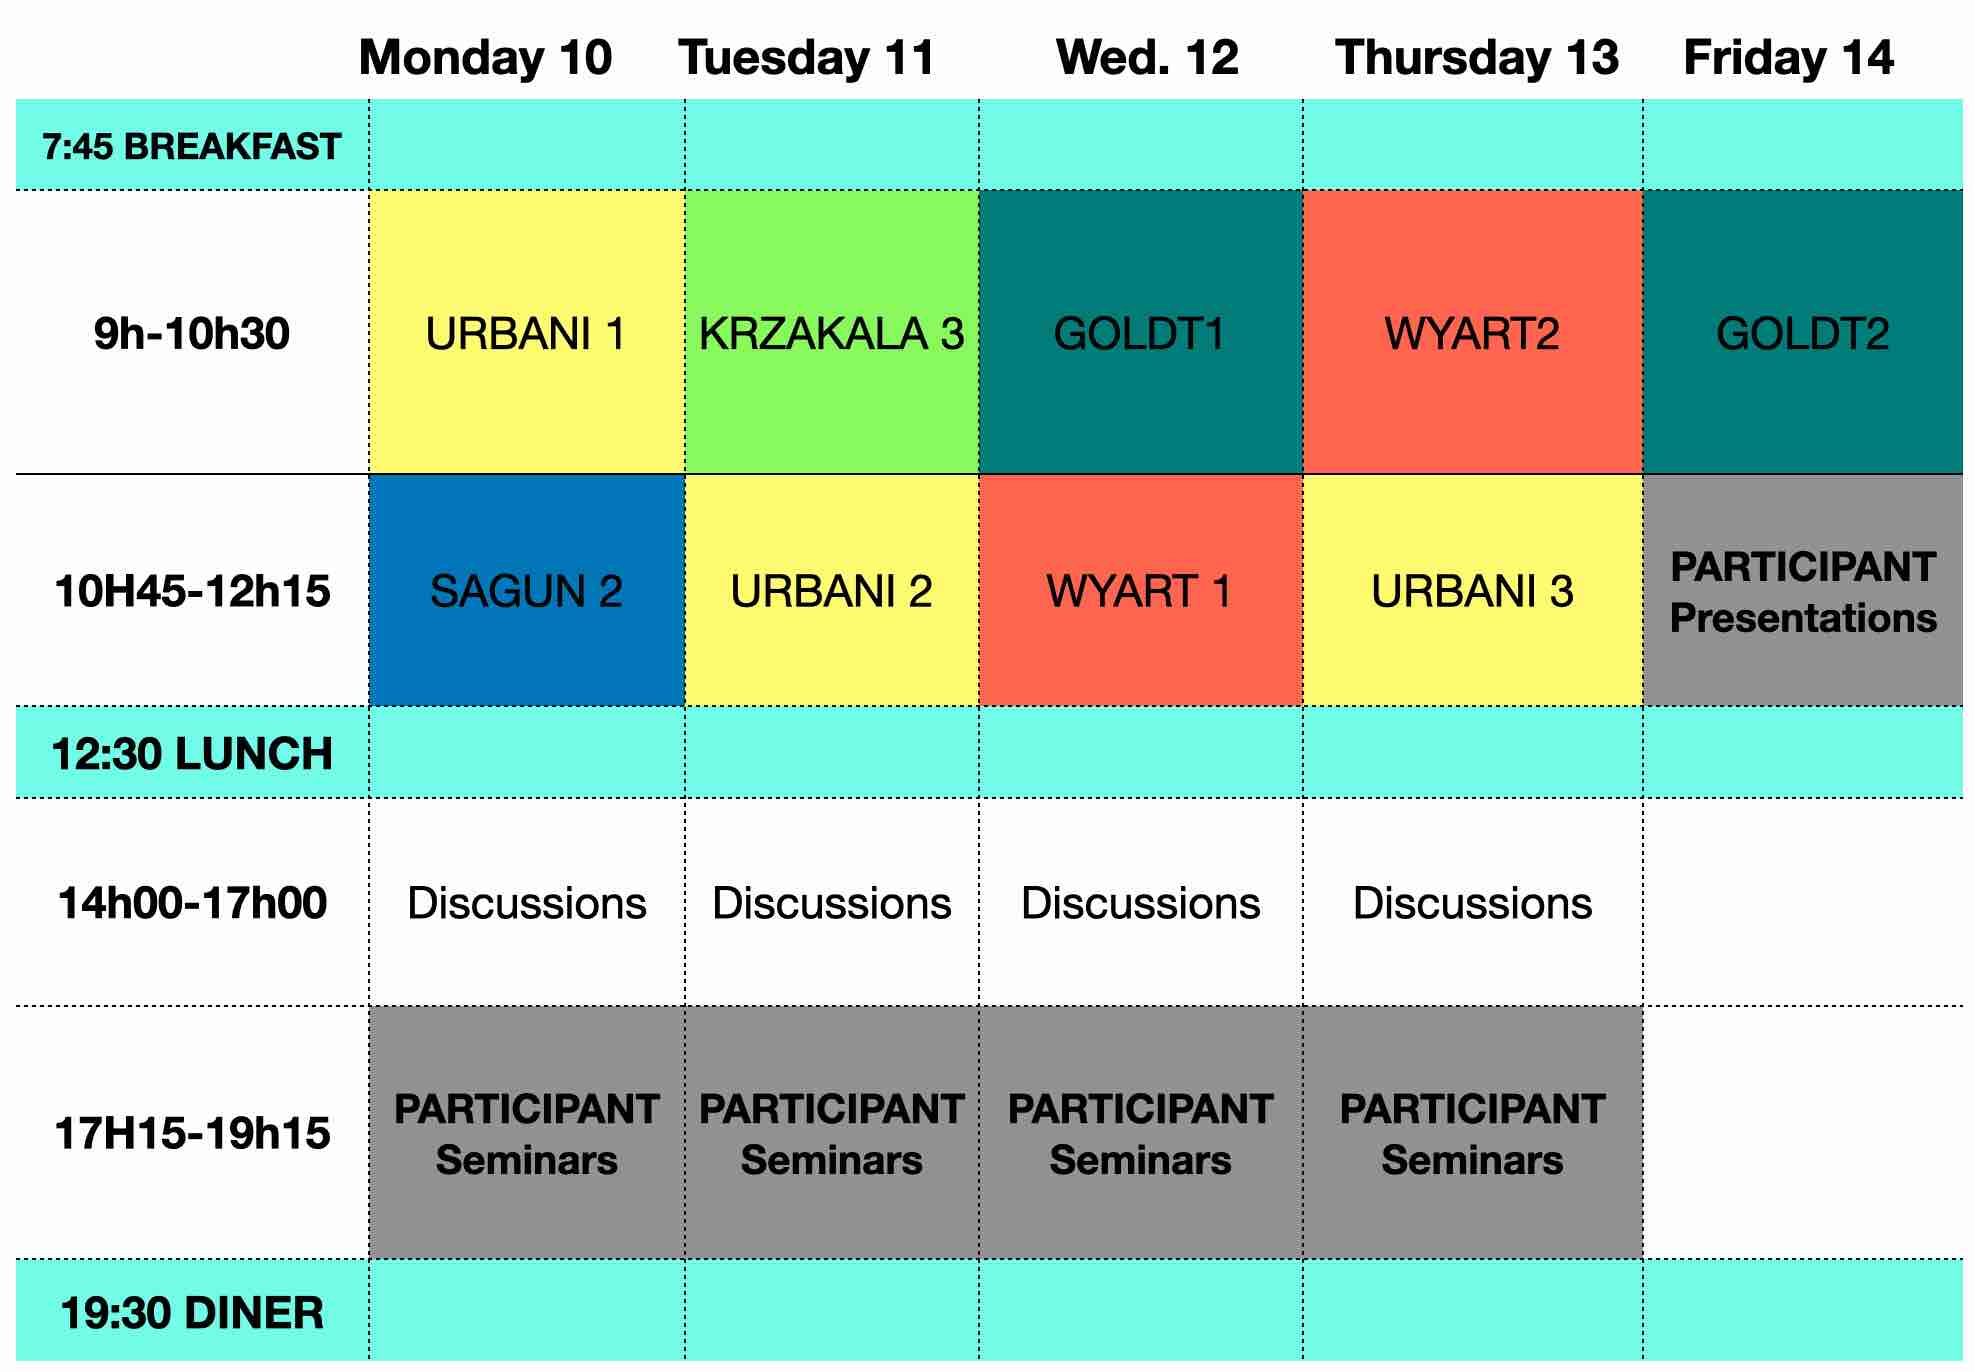 Monday 10 Tuesday 11 Wed. 12 Thursday 13 Friday 14
7:45 BREAKFAST
9h-10h30 URBANI 1 KRZAKALA 3 GOLDT1 WYART2 GOLDT2
10H45-12h15 SAGUN 2 URBANI 2 WYART 1 URBANI 3 PARTICIPANT
Presentations
12:30 LUNCH
14h00-17h00 Discussions Discussions Discussions Discussions
17H15-19h15 PARTICIPANT PARTICIPANT PARTICIPANT PARTICIPANT
Seminars Seminars Seminars Seminars
19:30 DINER